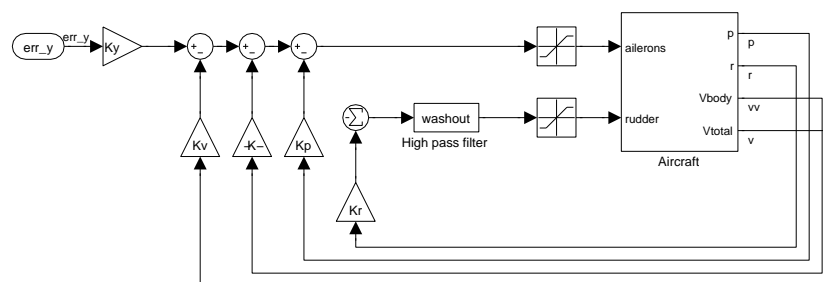 err_y
err_y
Ky
+
-
+
-
+
-
ailerons
rudder
p
r
Vbody
Vtotal
p
r
vv
v
Aircraft
-
Σ
washout
High pass filter
Kv
-K-
Kp
Kr